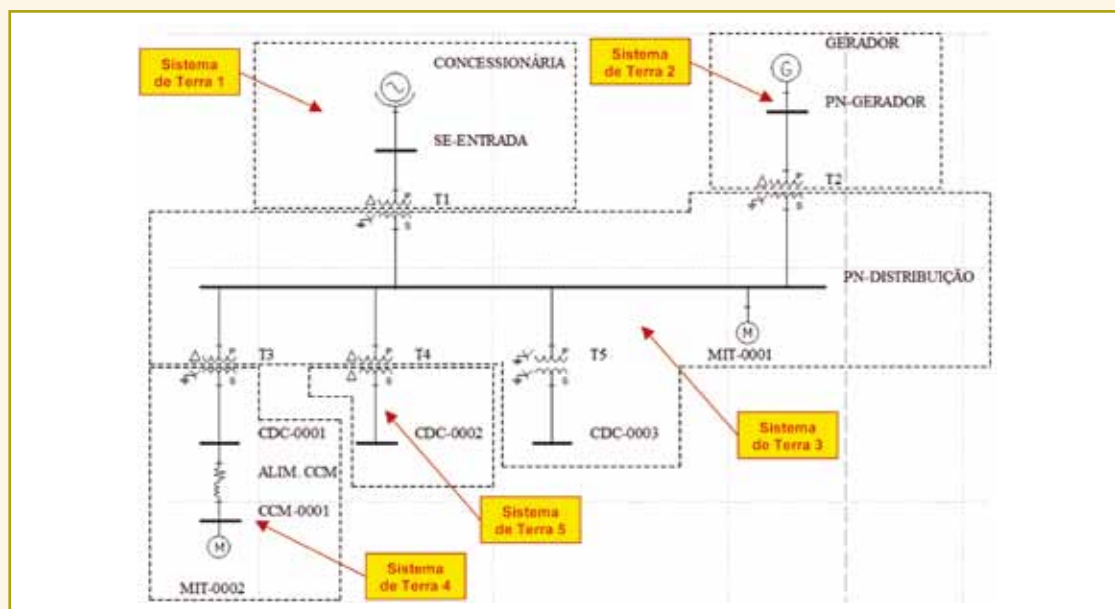 Sistema
de Terra 1
CONCESSIONÁRIA
SE-ENTRADA
T1
P
S
Sistema
de Terra 2
GERADOR
G
PN-GERADOR
T2
P
S
PN-DISTRIBUIÇÃO
T3
P
S
T4
P
S
T5
P
S
M
MIT-0001
Sistema
de Terra 3
CDC-0001
CDC-0002
CDC-0003
ALIM. CCM
CCM-0001
M
MIT-0002
Sistema
de Terra 5
Sistema
de Terra 4